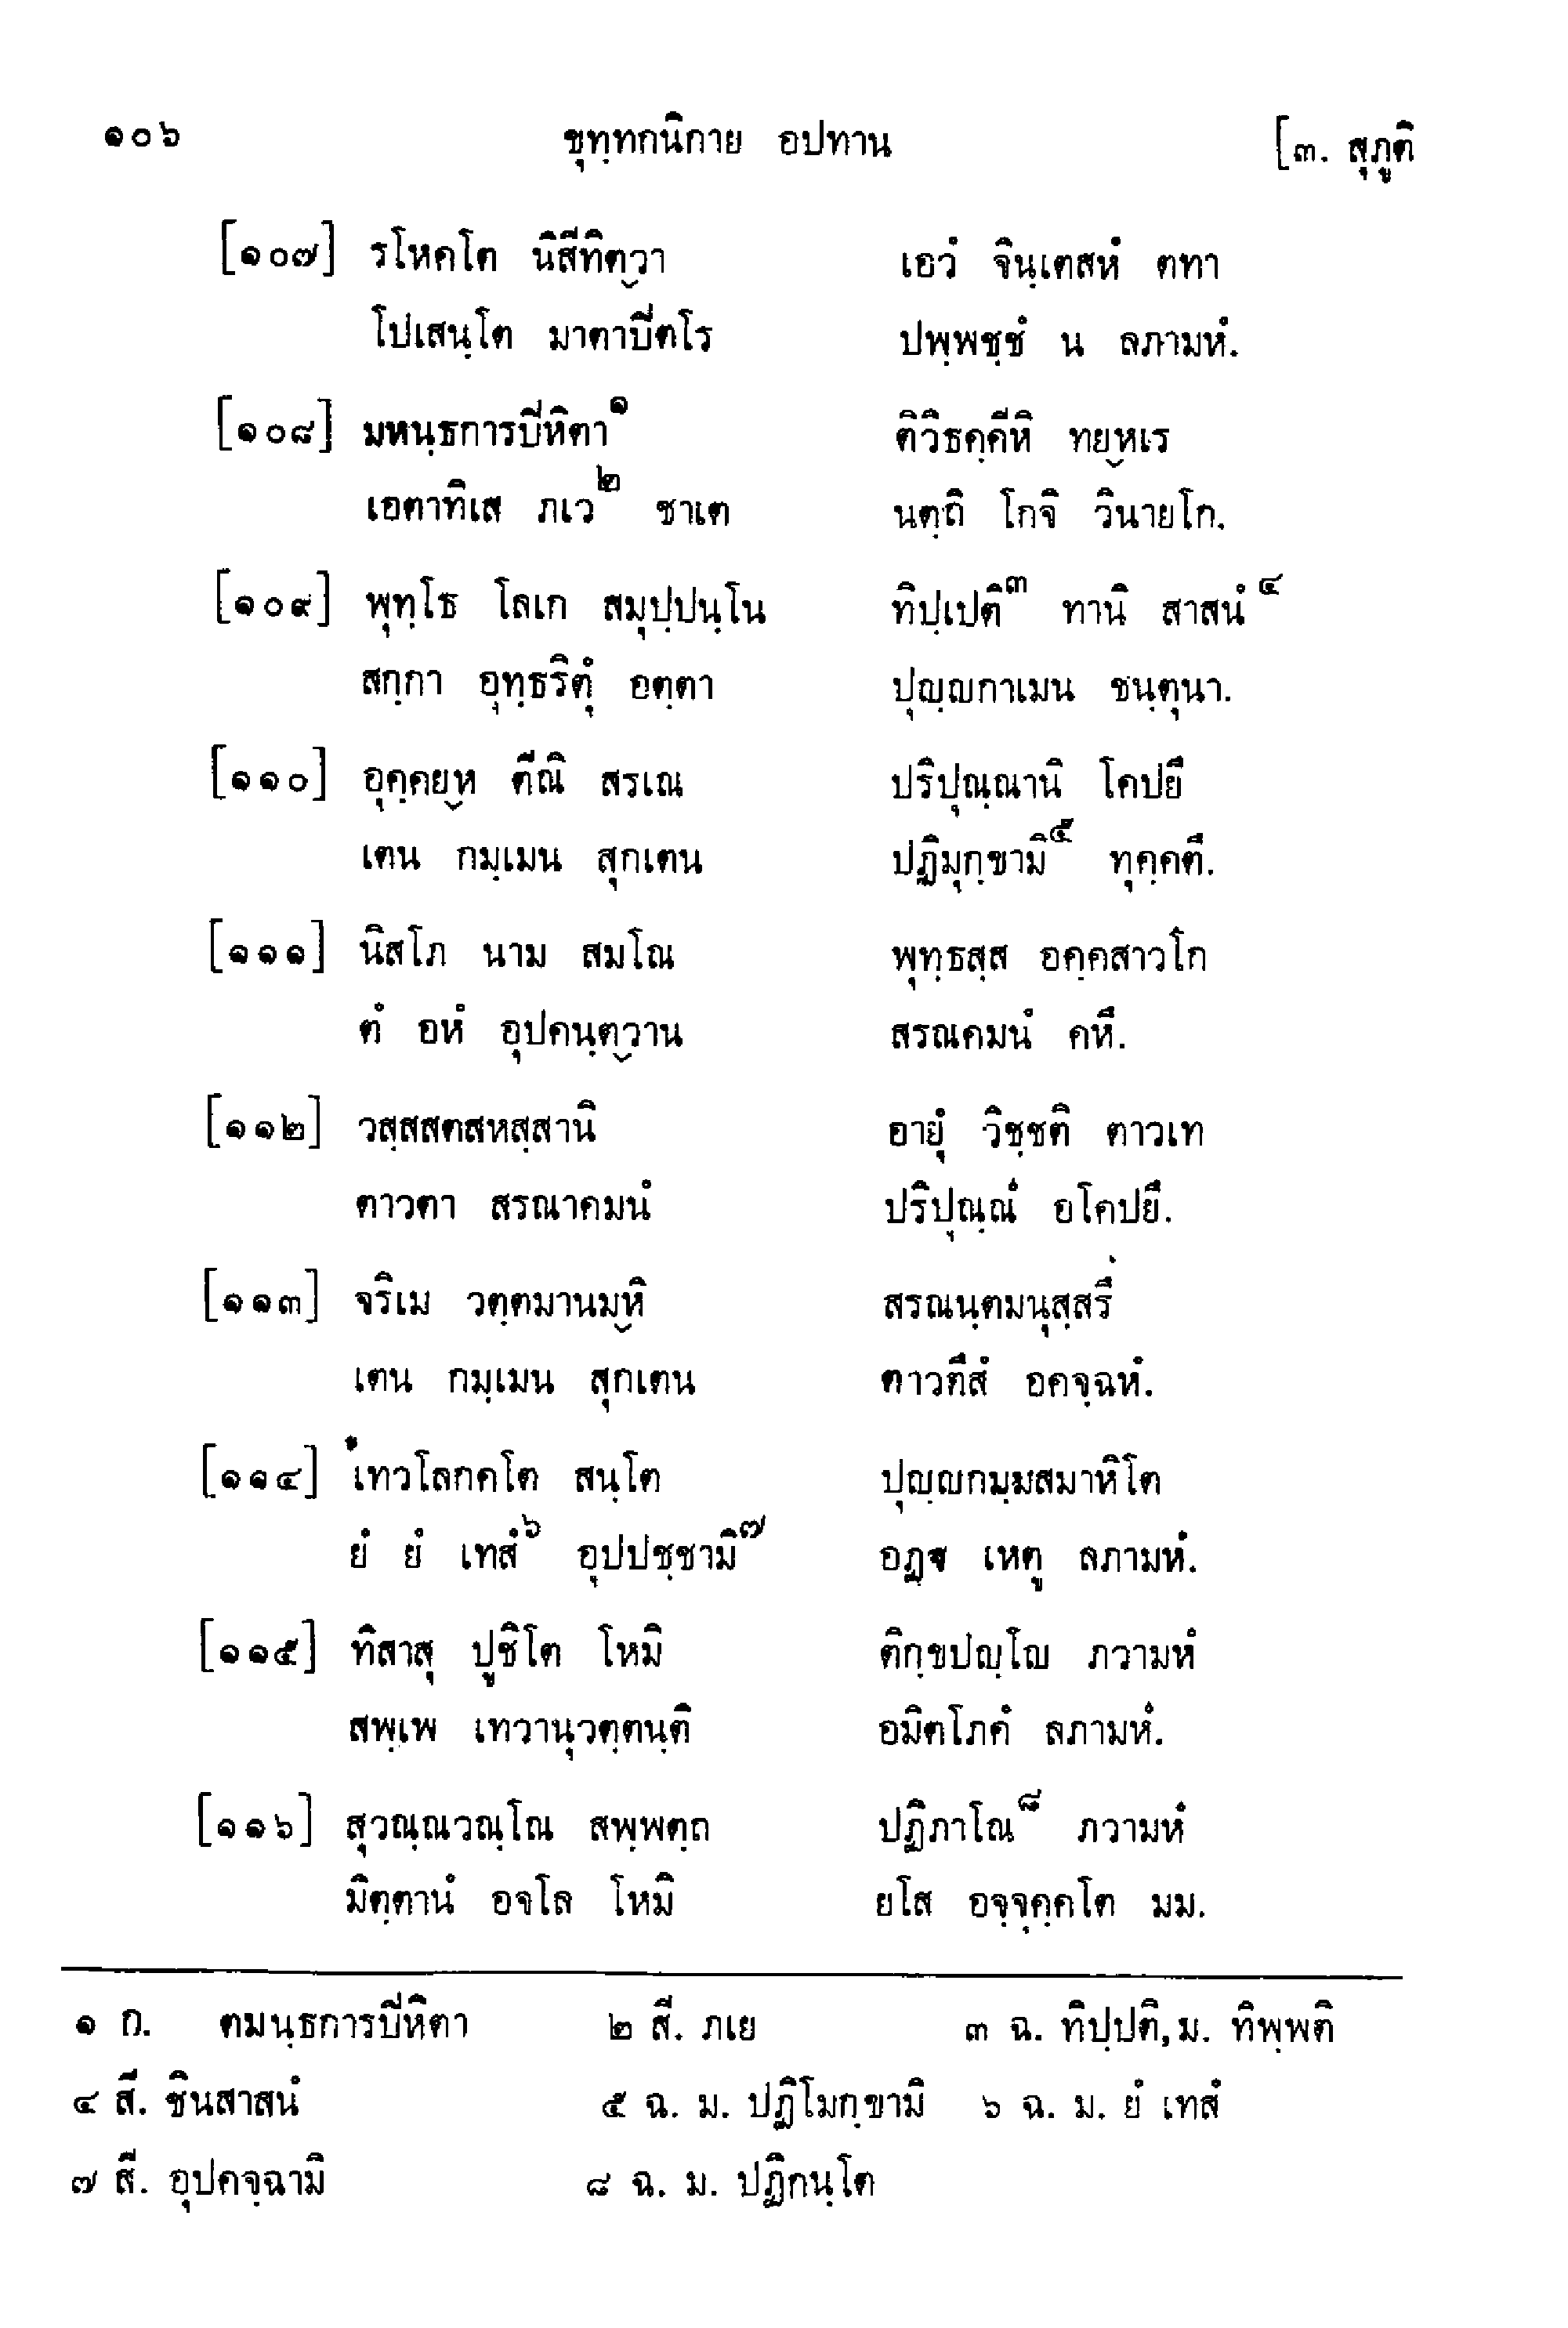 ๑๐๖ ขุทฺทกนิกาย อปทาน [๓. สุภูติ
[๑๐๗] รโหคโต นิสีทิตฺวา เอวํ จินฺเตสหํ ตทา
โปเสนฺโต มาตาปิตโร ปพฺพชฺชํ น ลภามหํ.
[๑๐๘] มหนฺธการปีหิตา๑ ติวิธคฺคีหิ ทยฺหเร
เอตาทิเส ภเว๒ ชาเต นตฺถิ โกจิ วินายโก.
[๑๐๙] พุทฺโธ โลเก สมุปฺปนฺโน ทิปฺเปติ๓ ทานิ สาสนํ๔
สกฺกา อุทฺธริตุํ อตฺตา ปุญฺญกาเมน ชนฺตุนา.
[๑๑๐] อุคฺคยฺห ตีณิ สรเณ ปริปุณฺณานิ โคปยึ
เตน กมฺเมน สุกเตน ปฏิมุกฺขามิ๕ ทุคฺคตึ.
[๑๑๑] นิสโภ นาม สมโณ พุทฺธสฺส อคฺคสาวโก
ตํ อหํ อุปคนฺตฺวาน สรณคมนํ คหึ.
[๑๑๒] วสฺสสตสหสฺสานิ อายุํ วิชฺชติ ตาวเท
ตาวตา สรณาคมนํ ปริปุณฺณํ อโคปยึ.
[๑๑๓] จริเม วตฺตมานมฺหิ สรณนฺตมนุสฺสรึ
เตน กมฺเมน สุกเตน ตาวตึสํ อคจฺฉหํ.
[๑๑๔] เทวโลกคโต สนฺโต ปุญฺญกมฺมสมาหิโต
ยํ ยํ เทสํ๖ อุปปชฺชามิ๗ อฏฺฐ เหตู ลภามหํ.
[๑๑๕] ทิสาสุ ปูชิโต โหมิ ติกฺขปญฺโญ ภวามหํ
สพฺเพ เทวานุวตฺตนฺติ อมิตโภคํ ลภามหํ.
[๑๑๖] สุวณฺณวณฺโณ สพฺพตฺถ ปฏิภาโณ๘ ภวามหํ
มิตฺตานํ อจโล โหมิ ยโส อจฺจุคฺคโต มม.
๑ ก. ตมนฺธการปีหิตา ๒ สี. ภเย ๓ ฉ. ทิปฺปติ, ม. ทิพฺพติ
๔ สี. ชินสาสนํ ๕ ฉ. ม. ปฏิโมกฺขามิ ๖ ฉ. ม. ยํ เทสํ
๗ สี. อุปคจฺฉามิ ๘ ฉ. ม. ปฏิกนฺโต